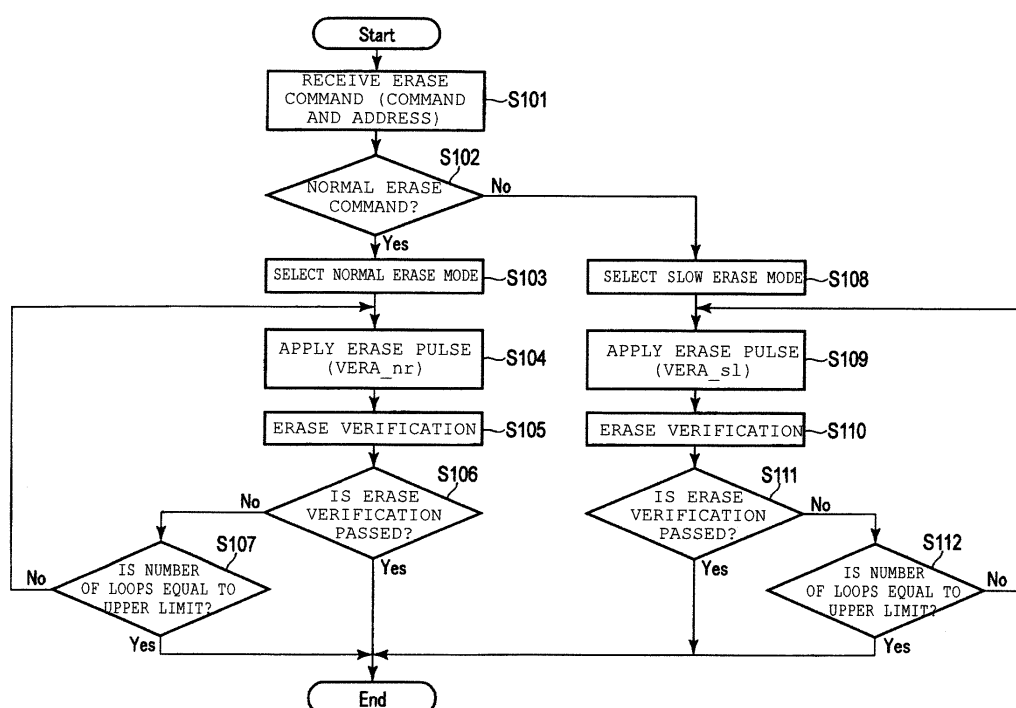 Start
RECEIVE ERASE
COMMAND (COMMAND
AND ADDRESS)
S101
S102
NORMAL ERASE
COMMAND?
No
Yes
SELECT NORMAL ERASE MODE
S103
SELECT SLOW ERASE MODE
S108
APPLY ERASE PULSE
(VERA_nr)
S104
APPLY ERASE PULSE
(VERA_sl)
S109
ERASE VERIFICATION
S105
ERASE VERIFICATION
S110
S106
IS ERASE
VERIFICATION
PASSED?
No
Yes
S111
IS ERASE
VERIFICATION
PASSED?
No
Yes
S107
IS NUMBER
OF LOOPS EQUAL TO
UPPER LIMIT?
No
Yes
S112
IS NUMBER
OF LOOPS EQUAL TO
UPPER LIMIT?
No
Yes
End